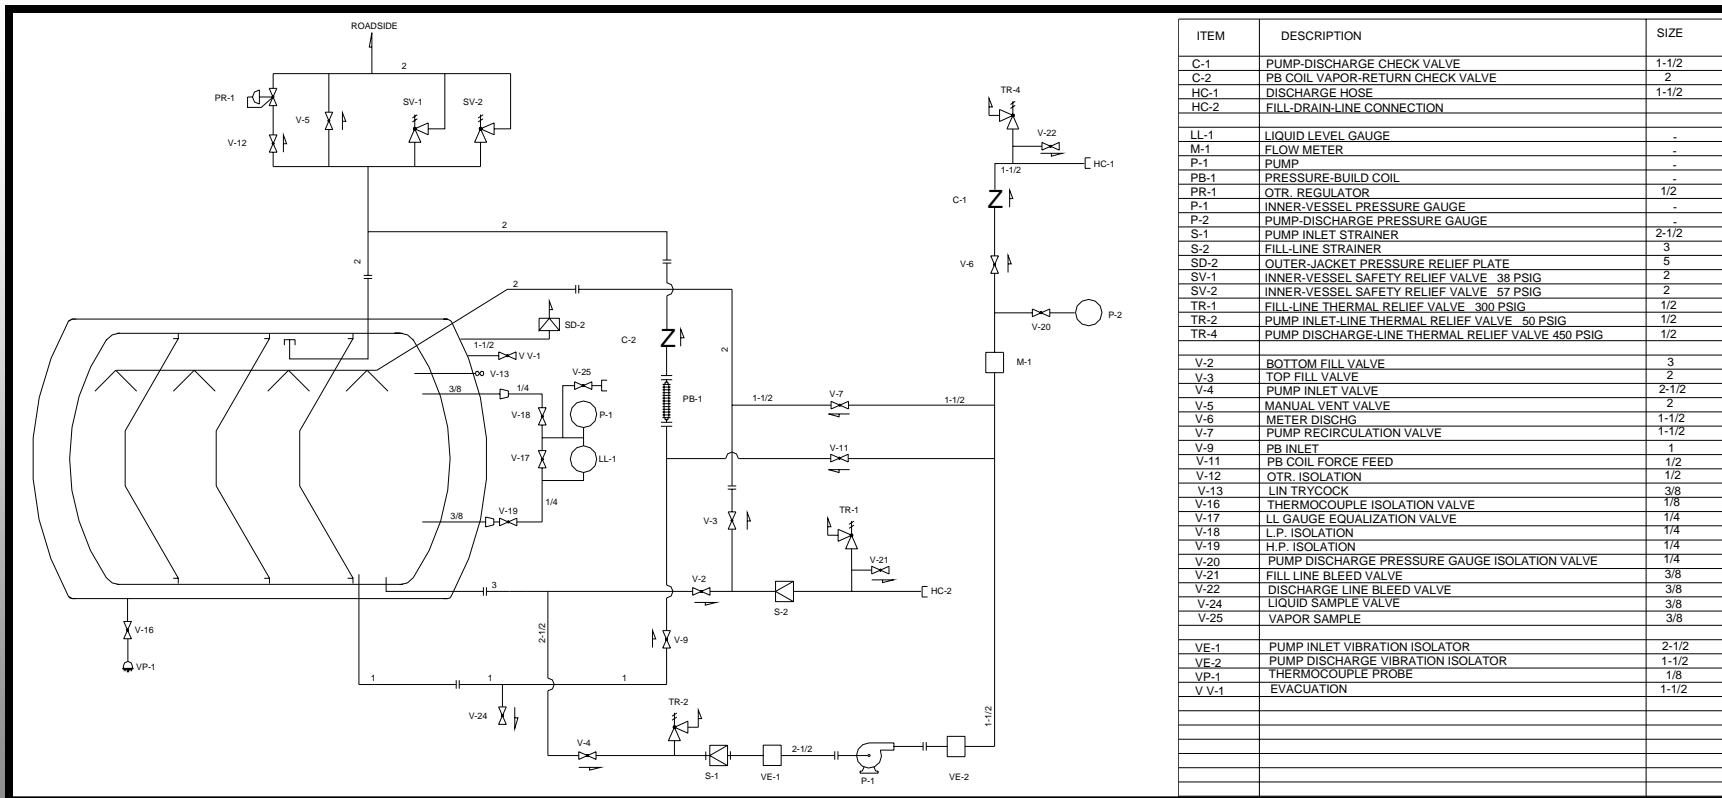 ROADSIDE
2
PR-1
V-5
V-12
SV-1
SV-2
TR-4
V-22
HC-1
1-1/2
C-1
2
2
V-6
2
SD-2
1-1/2
V V-1
V-13
C-2
2
V-20
P-2
M-1
3/8
1/4
V-25
V-18
P-1
PB-1
1-1/2
V-7
1-1/2
V-17
LL-1
V-11
1/4
3/8
V-19
V-3
TR-1
V-21
3
V-2
S-2
HC-2
V-16
2-1/2
V-9
VP-1
1
1
1
V-24
TR-2
1-1/2
V-4
S-1
VE-1
2-1/2
P-1
VE-2
ITEM DESCRIPTION SIZE
C-1 PUMP-DISCHARGE CHECK VALVE 1-1/2
C-2 PB COIL VAPOR-RETURN CHECK VALVE 2
HC-1 DISCHARGE HOSE 1-1/2
HC-2 FILL-DRAIN-LINE CONNECTION
LL-1 LIQUID LEVEL GAUGE -
M-1 FLOW METER -
P-1 PUMP -
PB-1 PRESSURE-BUILD COIL -
PR-1 OTR. REGULATOR 1/2
P-1 INNER-VESSEL PRESSURE GAUGE -
P-2 PUMP-DISCHARGE PRESSURE GAUGE -
S-1 PUMP INLET STRAINER 2-1/2
S-2 FILL-LINE STRAINER 3
SD-2 OUTER-JACKET PRESSURE RELIEF PLATE 5
SV-1 INNER-VESSEL SAFETY RELIEF VALVE 38 PSIG 2
SV-2 INNER-VESSEL SAFETY RELIEF VALVE 57 PSIG 2
TR-1 FILL-LINE THERMAL RELIEF VALVE 300 PSIG 1/2
TR-2 PUMP INLET-LINE THERMAL RELIEF VALVE 50 PSIG 1/2
TR-4 PUMP DISCHARGE-LINE THERMAL RELIEF VALVE 450 PSIG 1/2
V-2 BOTTOM FILL VALVE 3
V-3 TOP FILL VALVE 2
V-4 PUMP INLET VALVE 2-1/2
V-5 MANUAL VENT VALVE 2
V-6 METER DISCHG 1-1/2
V-7 PUMP RECIRCULATION VALVE 1-1/2
V-9 PB INLET 1
V-11 PB COIL FORCE FEED 1/2
V-12 OTR. ISOLATION 1/2
V-13 LIN TRYCOCK 3/8
V-16 THERMOCOUPLE ISOLATION VALVE 1/8
V-17 LL GAUGE EQUALIZATION VALVE 1/4
V-18 L.P. ISOLATION 1/4
V-19 H.P. ISOLATION 1/4
V-20 PUMP DISCHARGE PRESSURE GAUGE ISOLATION VALVE 1/4
V-21 FILL LINE BLEED VALVE 3/8
V-22 DISCHARGE LINE BLEED VALVE 3/8
V-24 LIQUID SAMPLE VALVE 3/8
V-25 VAPOR SAMPLE 3/8
VE-1 PUMP INLET VIBRATION ISOLATOR 2-1/2
VE-2 PUMP DISCHARGE VIBRATION ISOLATOR 1-1/2
VP-1 THERMOCOUPLE PROBE 1/8
V V-1 EVACUATION 1-1/2